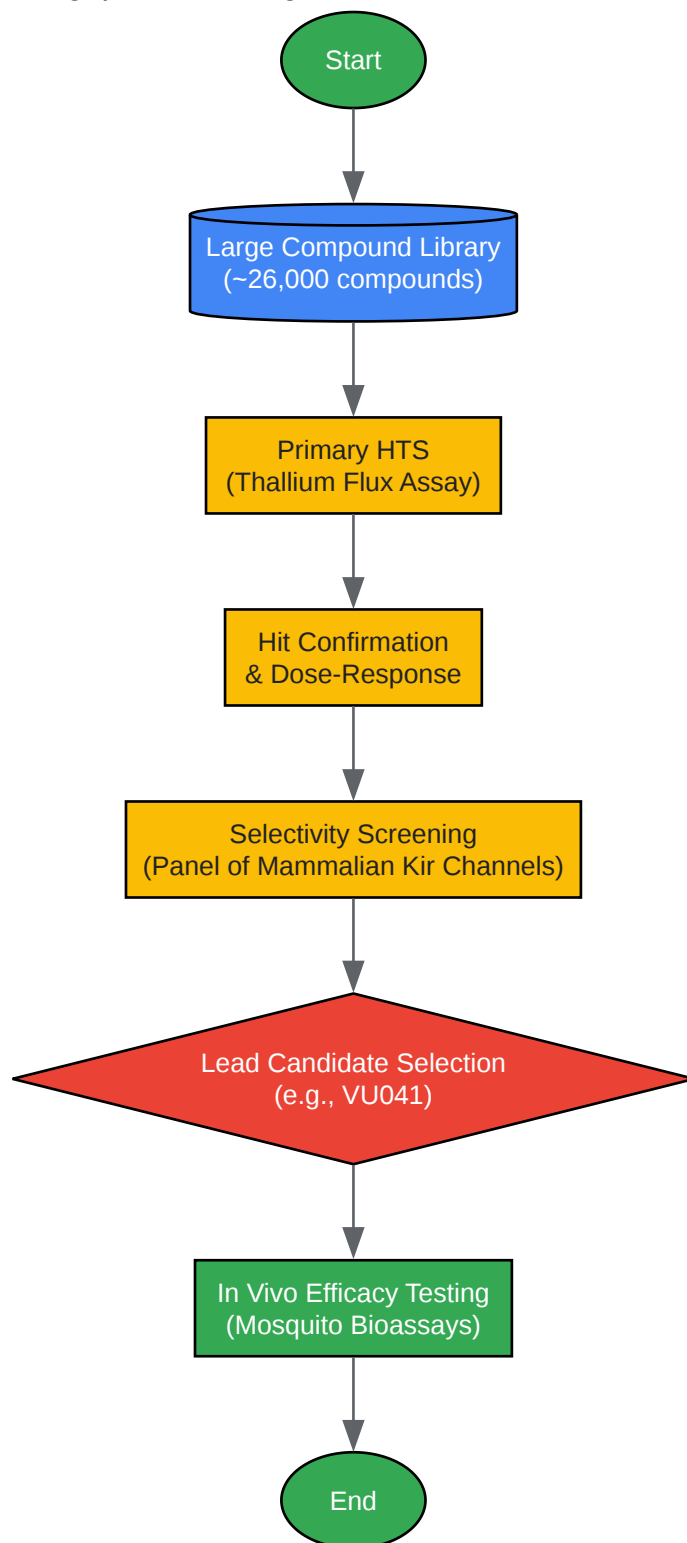 Start
Large Compound Library
(~26,000 compounds)
Primary HTS
(Thallium Flux Assay)
Hit Confirmation
& Dose-Response
Selectivity Screening
(Panel of Mammalian Kir Channels)
Lead Candidate Selection
(e.g., VU041)
In Vivo Efficacy Testing
(Mosquito Bioassays)
End